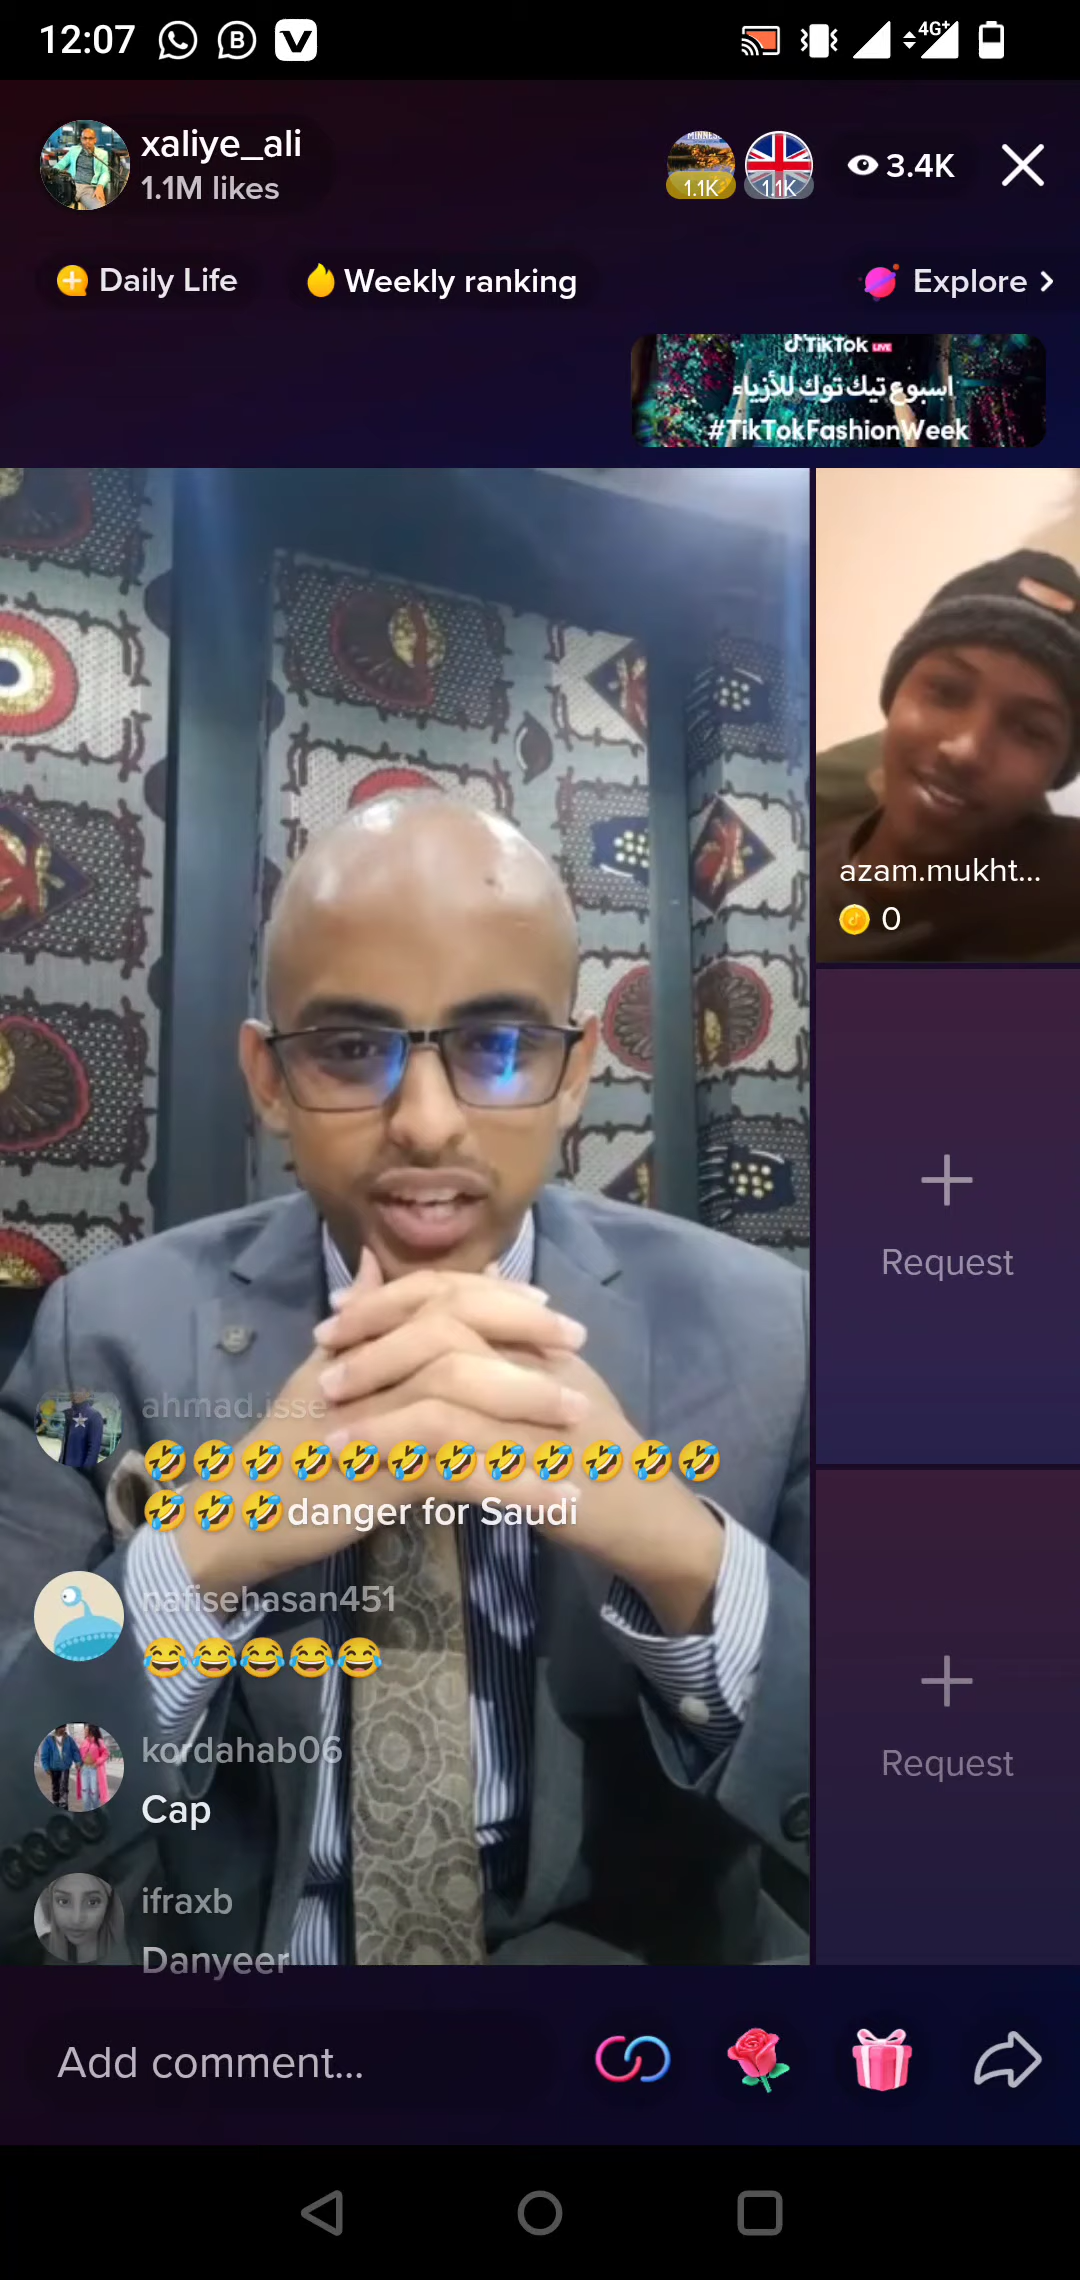 12:07
4G+
xaliye_ali
1.1M likes
1.1K
1.1K
3.4K
Daily Life
Weekly ranking
Explore
TikTok LIVE
اسبوع تيك توك للأزياء
#TikTokFashionWeek
azam.mukht...
0
Request
Request
ahmad.isse
🤣🤣🤣🤣🤣🤣🤣🤣🤣🤣🤣🤣
🤣🤣🤣danger for Saudi
nafisehasan451
😂😂😂😂😂
kordahab06
Cap
ifraxb
Danyeer
Add comment...